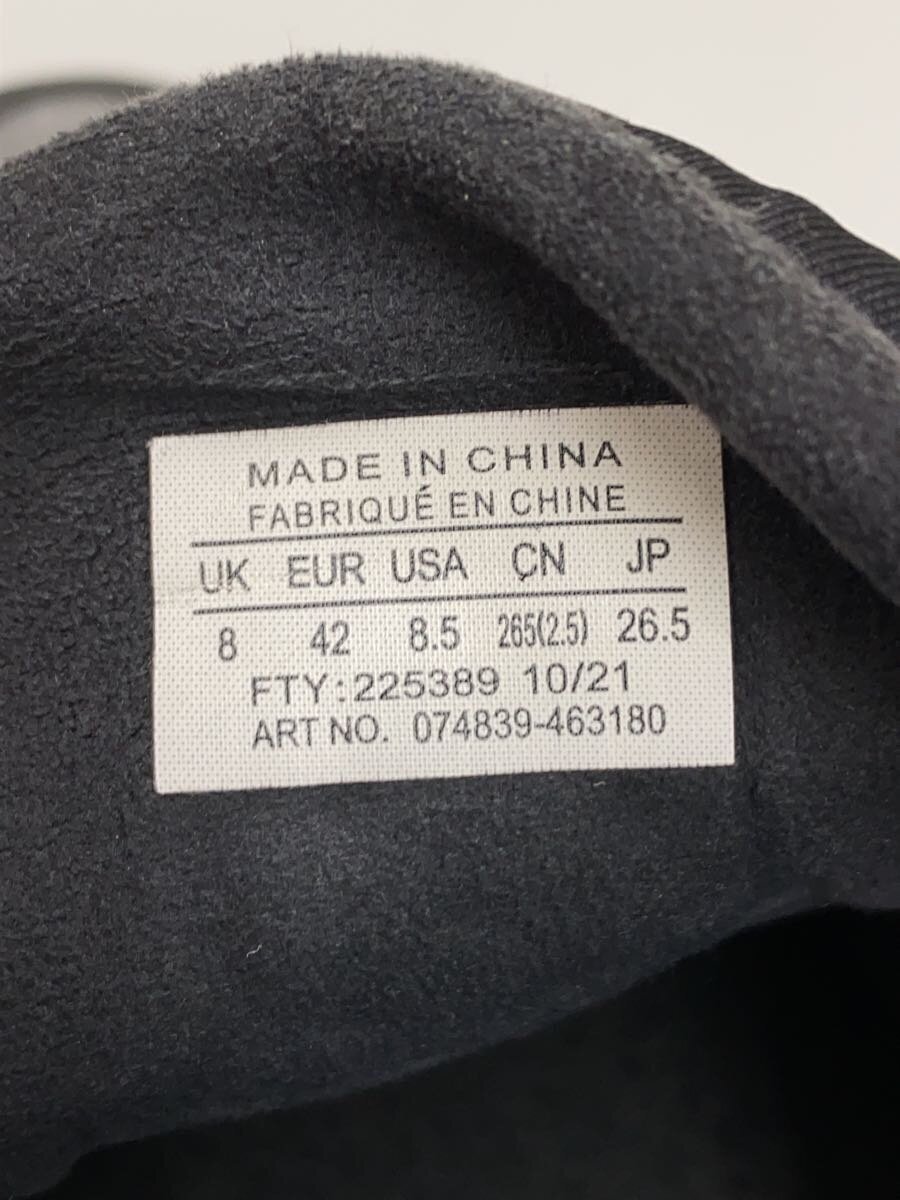 MADE IN CHINA
FABRIQUÉ EN CHINE
UK EUR USA CN JP
8 42 8.5 265(2.5) 26.5
FTY:225389 10/21
ART NO. 074839-463180